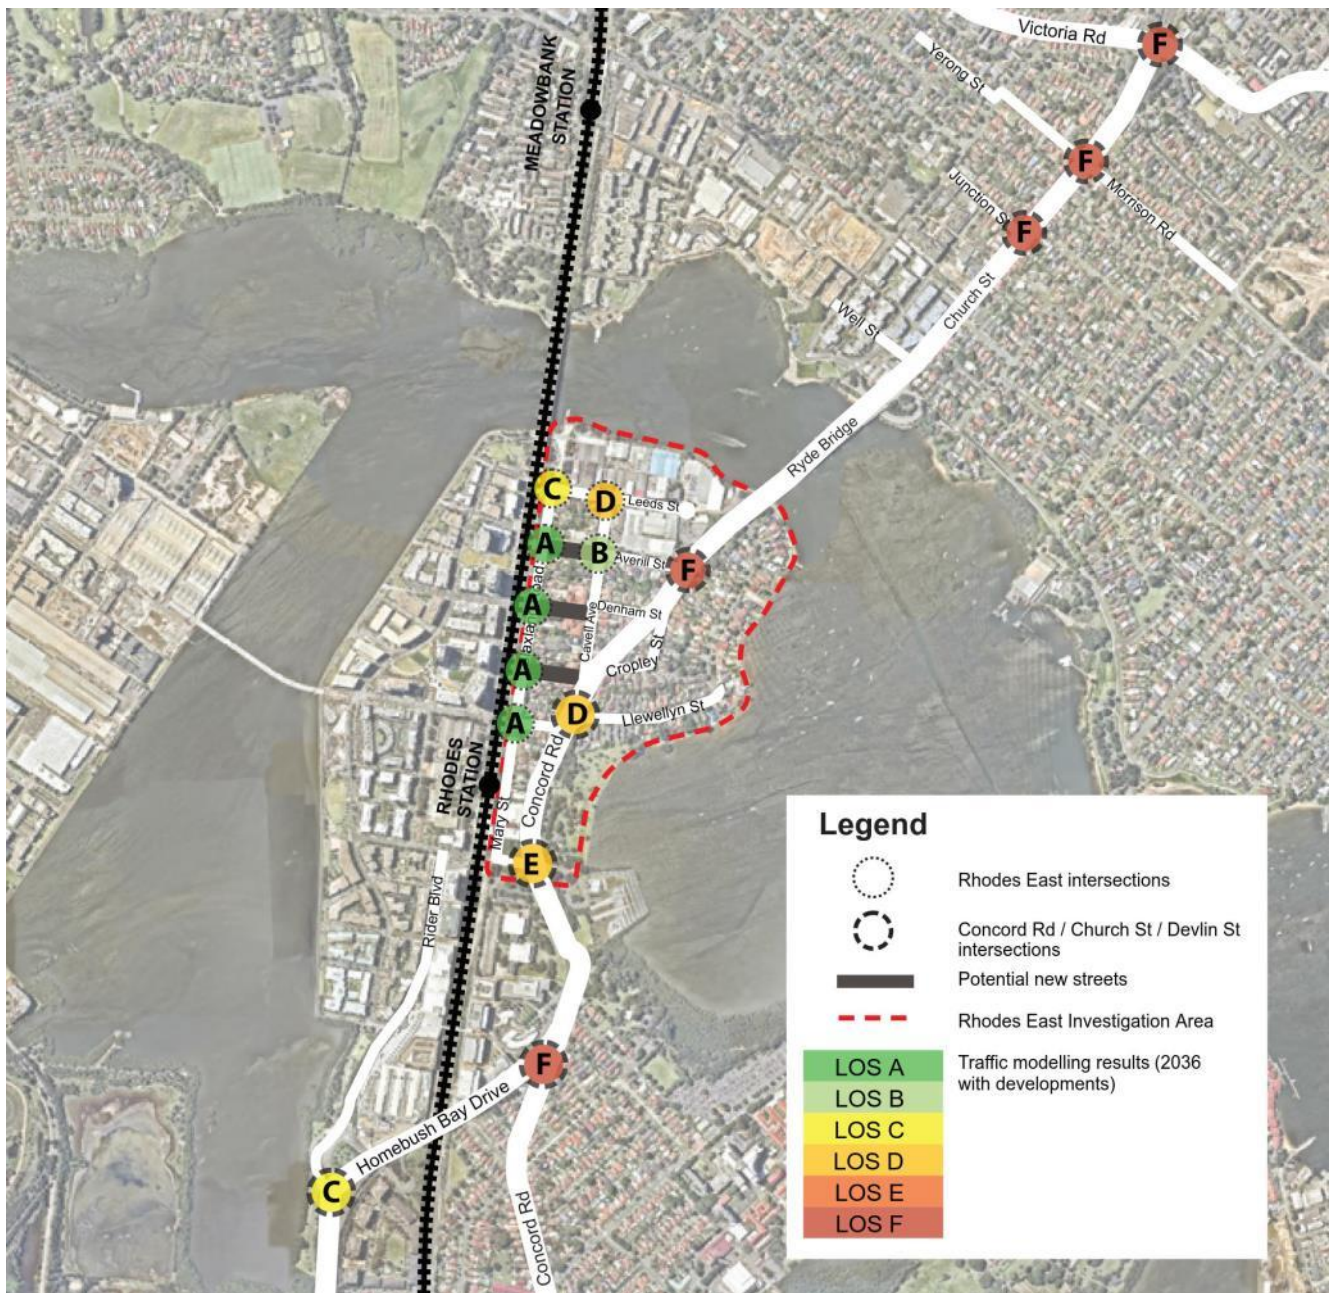 Victoria Rd
F
Yerong St
MEADOWBANK
STATION
F
Junction St
Morrison Rd
F
Church St
Well St
Ryde Bridge
C
D
Leeds St
A
B
Averill St
F
A
Denham St
Cavell Ave
A
Cropley St
A
D
Llewellyn St
RHODES
STATION
Concord Rd
Mary St
E
Rider Blvd
F
Homebush Bay Drive
C
Concord Rd
Legend
Rhodes East intersections
Concord Rd / Church St / Devlin St
intersections
Potential new streets
Rhodes East Investigation Area
LOS A
Traffic modelling results (2036
with developments)
LOS B
LOS C
LOS D
LOS E
LOS F